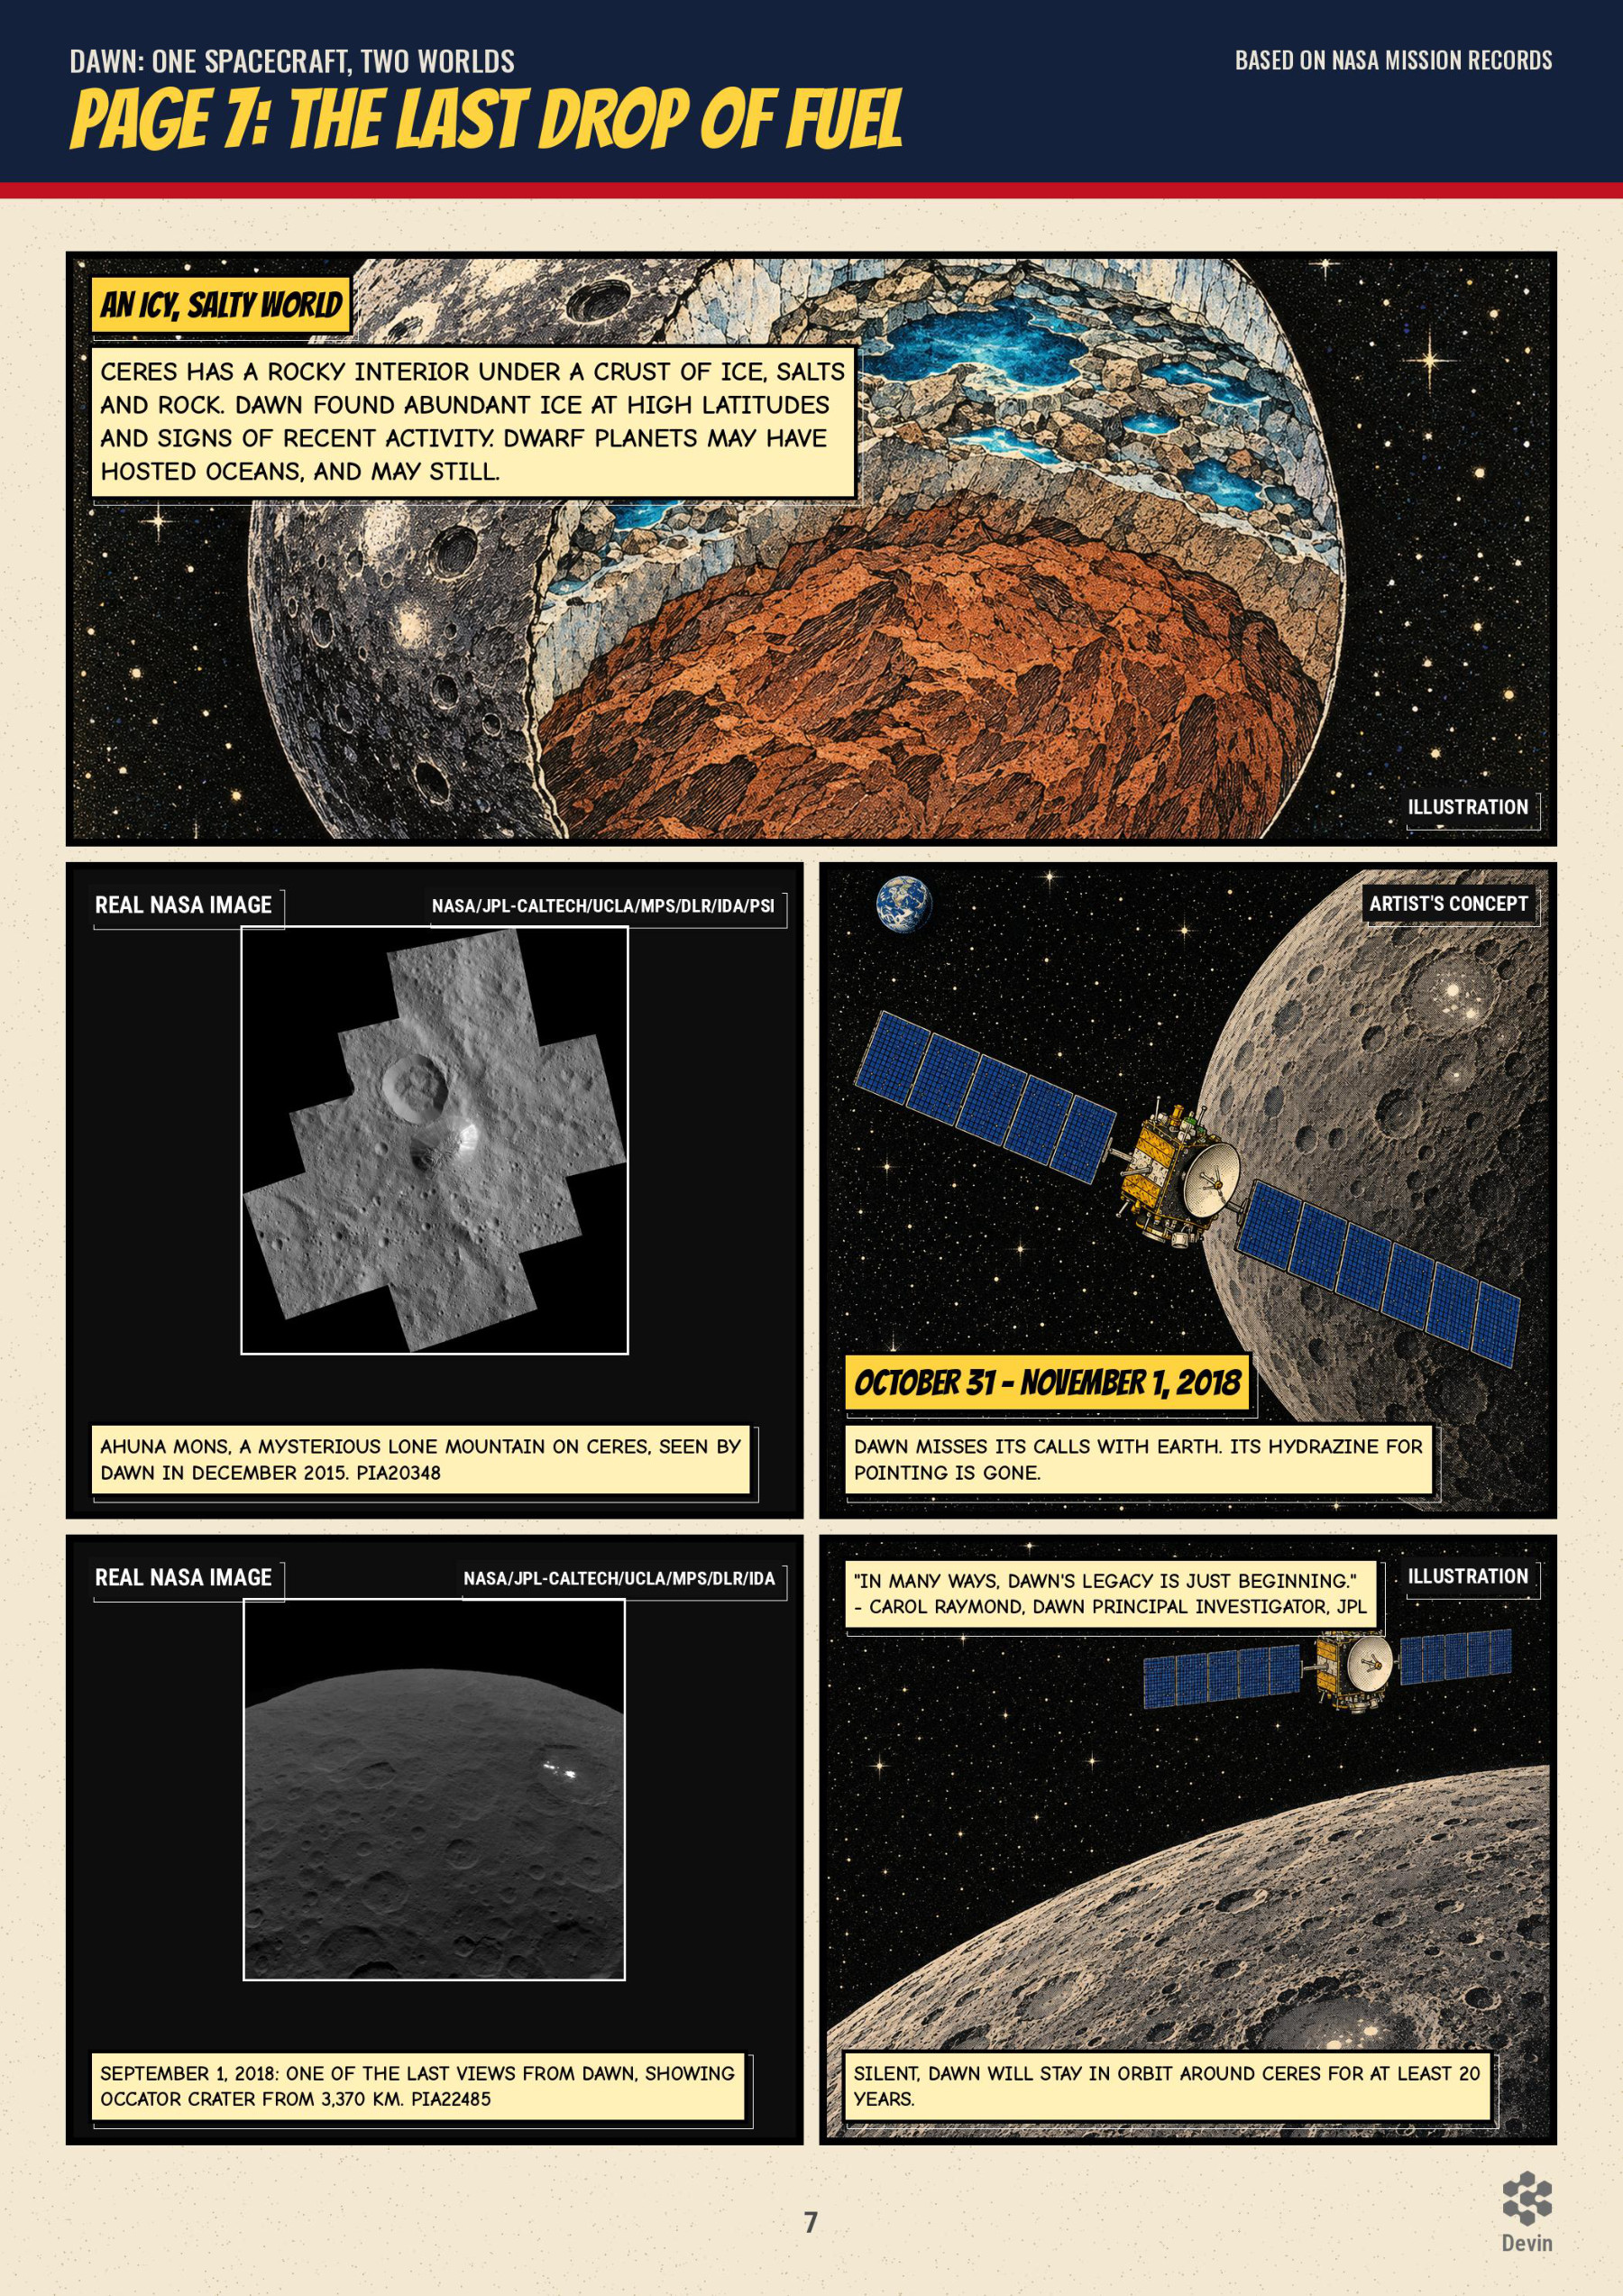 DAWN: ONE SPACECRAFT, TWO WORLDS
BASED ON NASA MISSION RECORDS
PAGE 7: THE LAST DROP OF FUEL
AN ICY, SALTY WORLD
CERES HAS A ROCKY INTERIOR UNDER A CRUST OF ICE, SALTS
AND ROCK. DAWN FOUND ABUNDANT ICE AT HIGH LATITUDES
AND SIGNS OF RECENT ACTIVITY. DWARF PLANETS MAY HAVE
HOSTED OCEANS, AND MAY STILL.
ILLUSTRATION
REAL NASA IMAGE
NASA/JPL-CALTECH/UCLA/MPS/DLR/IDA/PSI
AHUNA MONS, A MYSTERIOUS LONE MOUNTAIN ON CERES, SEEN BY
DAWN IN DECEMBER 2015. PIA20348
ARTIST'S CONCEPT
OCTOBER 31 - NOVEMBER 1, 2018
DAWN MISSES ITS CALLS WITH EARTH. ITS HYDRAZINE FOR
POINTING IS GONE.
REAL NASA IMAGE
NASA/JPL-CALTECH/UCLA/MPS/DLR/IDA
SEPTEMBER 1, 2018: ONE OF THE LAST VIEWS FROM DAWN, SHOWING
OCCATOR CRATER FROM 3,370 KM. PIA22485
"IN MANY WAYS, DAWN'S LEGACY IS JUST BEGINNING."
- CAROL RAYMOND, DAWN PRINCIPAL INVESTIGATOR, JPL
ILLUSTRATION
SILENT, DAWN WILL STAY IN ORBIT AROUND CERES FOR AT LEAST 20
YEARS.
7
Devin